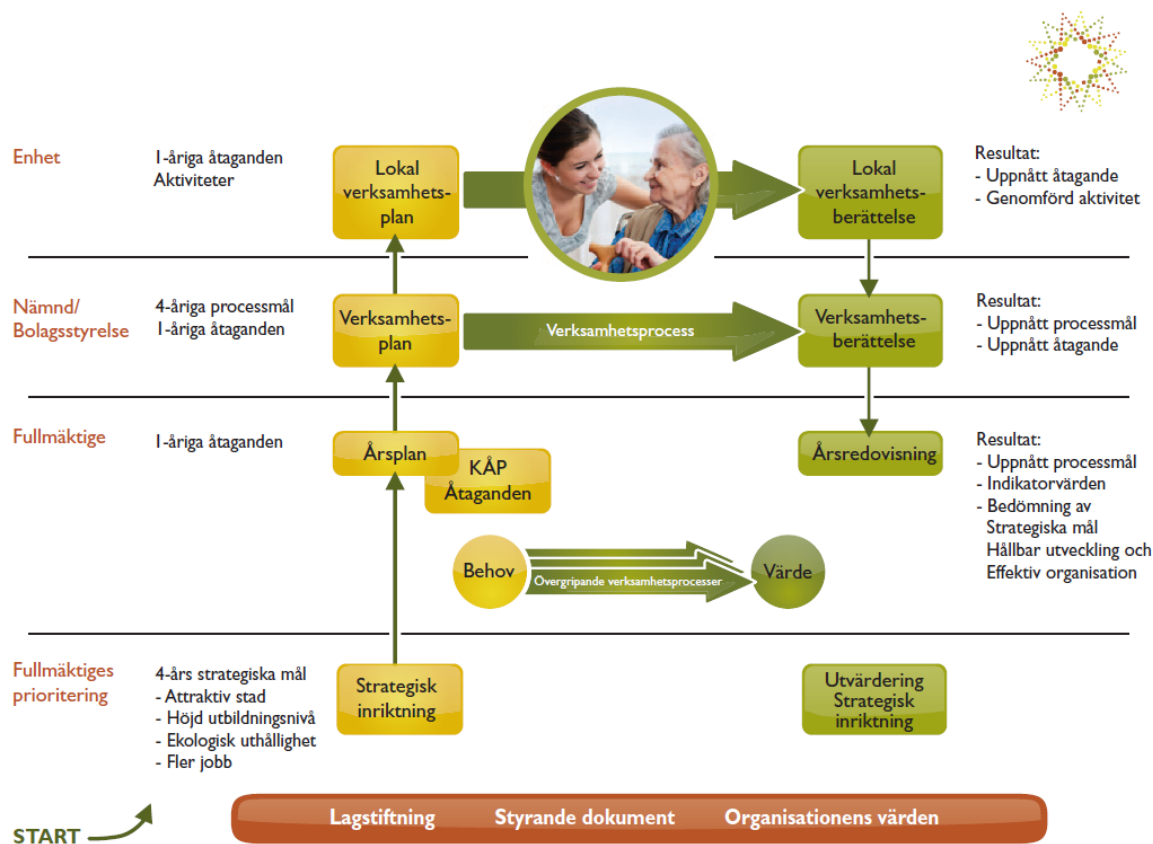 Enhet
1-åriga åtaganden
Aktiviteter
Lokal
verksamhets-
plan
Lokal
verksamhets-
berättelse
Resultat:
- Uppnått åtagande
- Genomförd aktivitet
Nämnd/
Bolagsstyrelse
4-åriga processmål
1-åriga åtaganden
Verksamhets-
plan
Verksamhetsprocess
Verksamhets-
berättelse
Resultat:
- Uppnått processmål
- Uppnått åtagande
Fullmäktige
1-åriga åtaganden
Årsplan
KÅP
Åtaganden
Årsredovisning
Resultat:
- Uppnått processmål
- Indikatorvärden
- Bedömning av
Strategiska mål
Hållbar utveckling och
Effektiv organisation
Behov
Övergripande verksamhetsprocesser
Värde
Fullmäktiges
prioritering
4-års strategiska mål
- Attraktiv stad
- Höjd utbildningsnivå
- Ekologisk uthållighet
- Fler jobb
Strategisk
inriktning
Utvärdering
Strategisk
inriktning
START
Lagstiftning Styrande dokument Organisationens värden